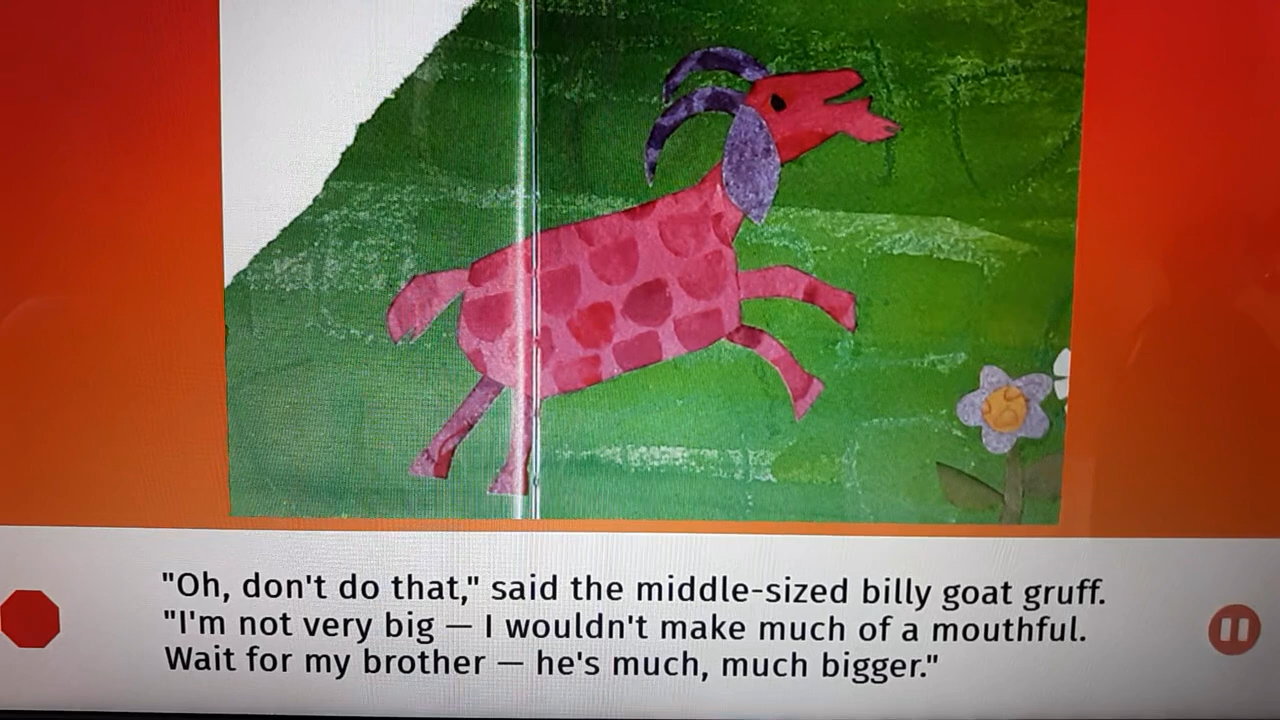 "Oh, don't do that," said the middle-sized billy goat gruff.
"I'm not very big — I wouldn't make much of a mouthful.
Wait for my brother — he's much, much bigger."